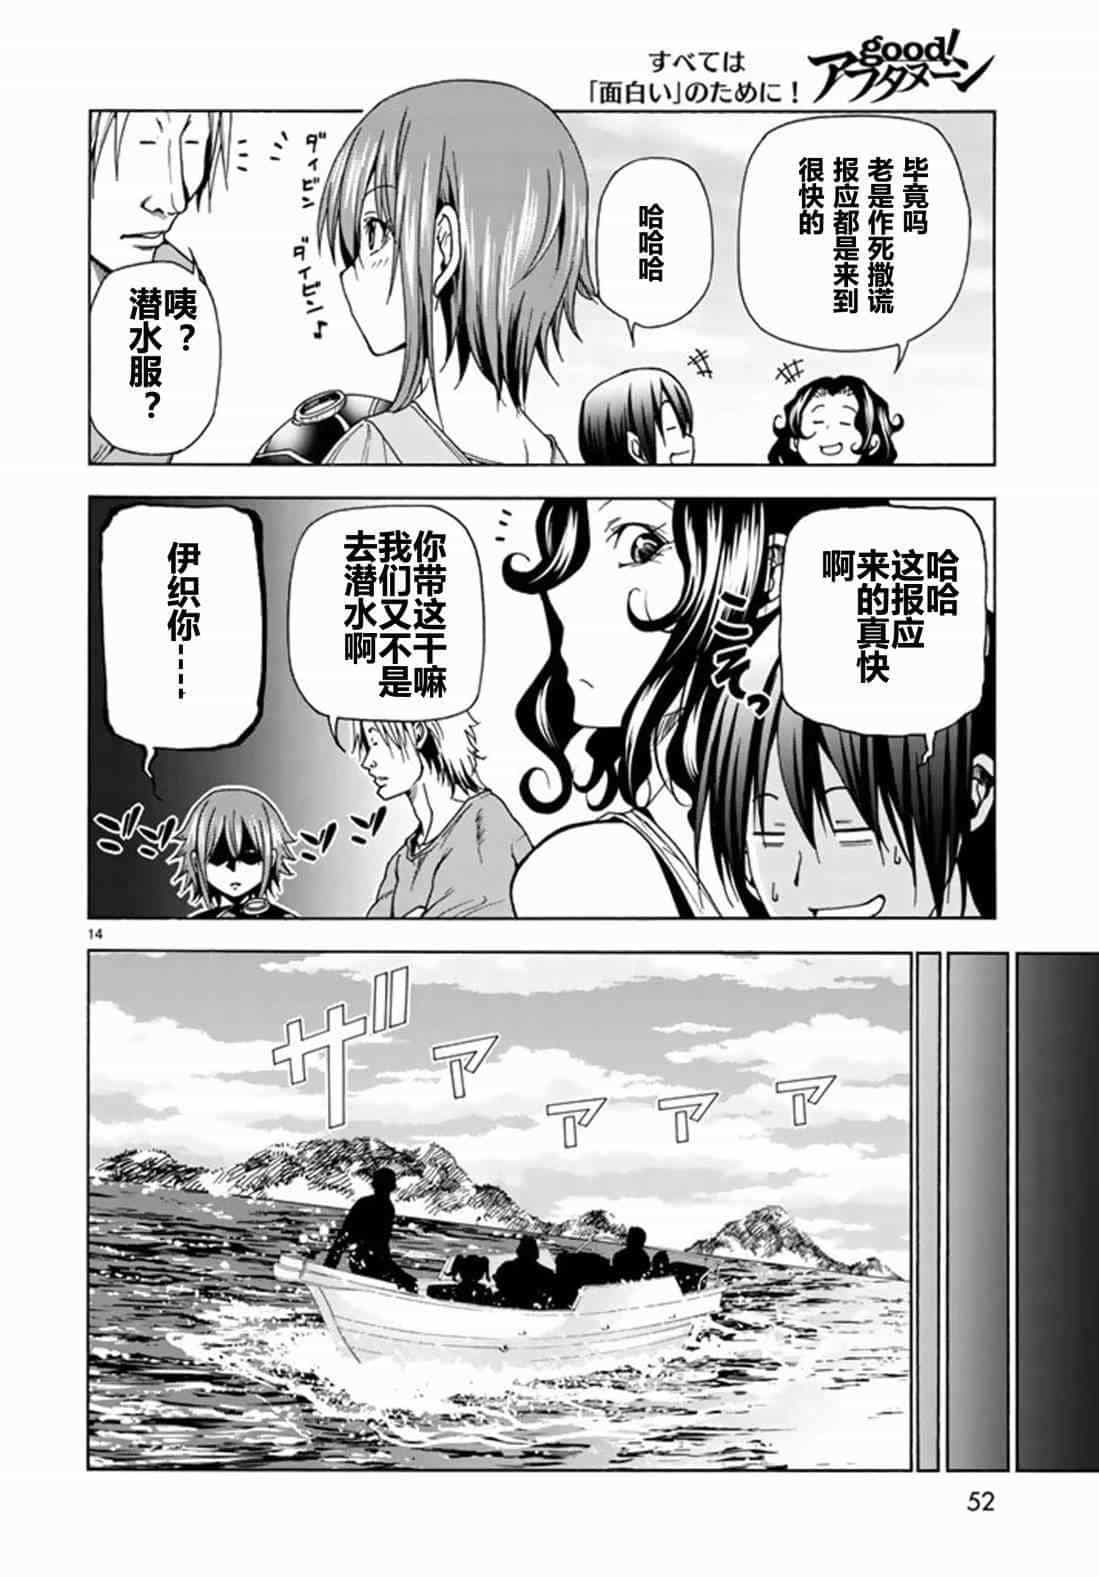 good!
アフタヌーン
すべては
「面白い」のために！
毕竟吗
老是作死撒谎
报应都是来到
很快的
哈哈哈
ダイビン
ダイビン♪
咦？
潜水服？
哈哈
这报应
来的真快
啊
こそっ
你带这干嘛
我们又不是
去潜水啊
伊织你……
じじじ
14
ザザァァァァ
52